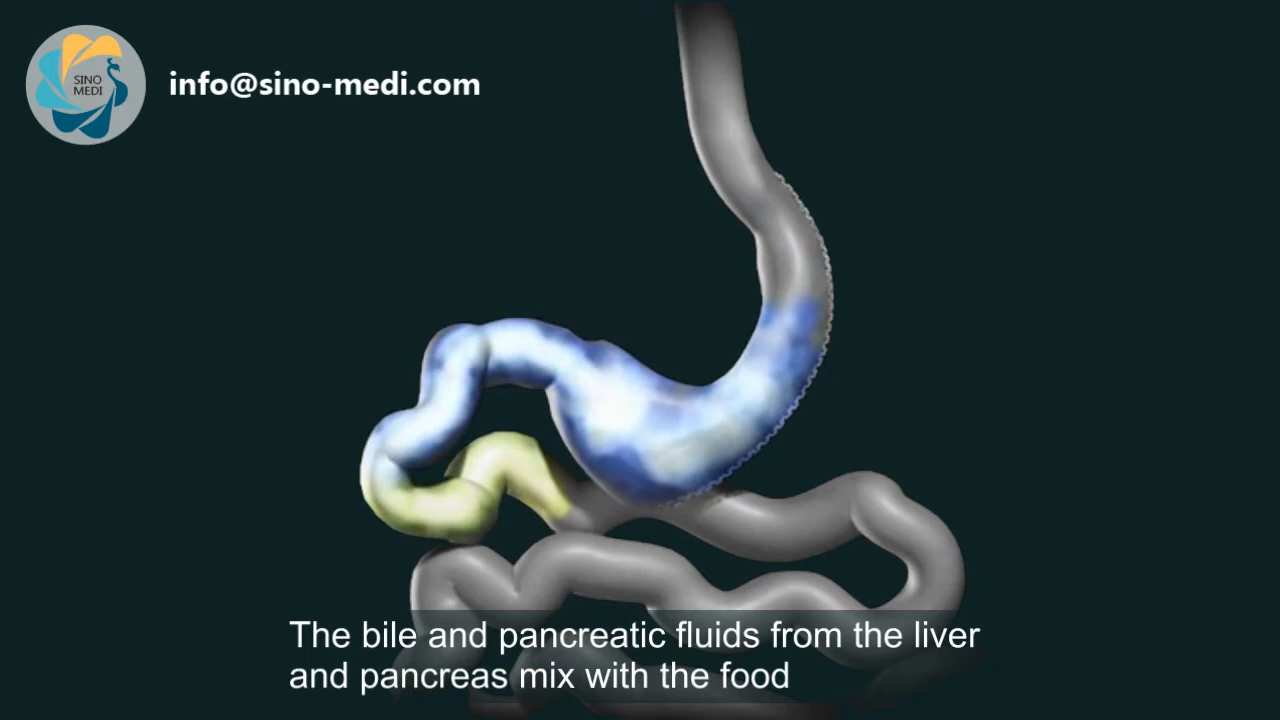 SINO
MEDI
info@sino-medi.com
The bile and pancreatic fluids from the liver
and pancreas mix with the food